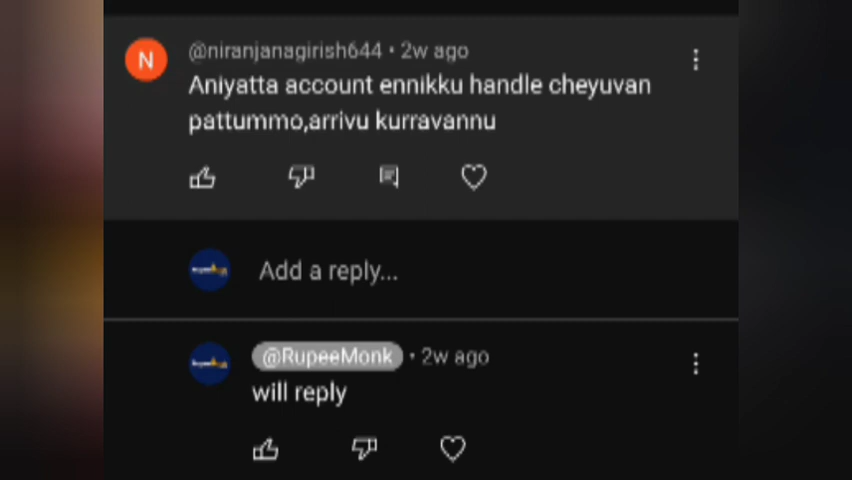 N
@niranjanagirish644 • 2w ago
Aniyatta account ennikku handle cheyuvan
pattummo,arrivu kurravannu
Add a reply...
@RupeeMonk • 2w ago
will reply